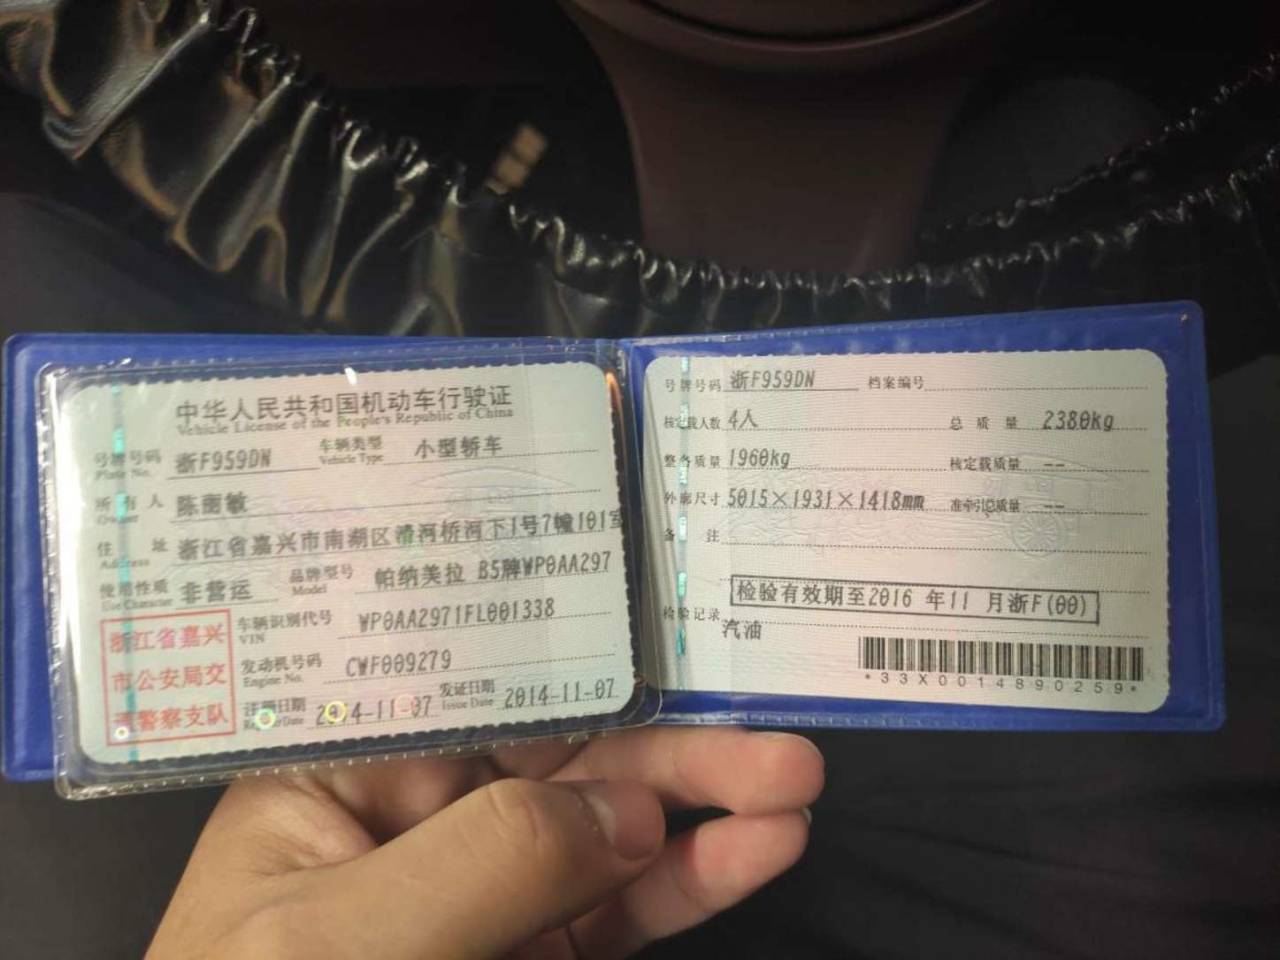 中华人民共和国机动车行驶证
Vehicle License of the People's Republic of China
号牌号码 浙F959DN 车辆类型 小型轿车
Plate No. Vehicle Type
所有人 陈丽敏
Owner
住址 浙江省嘉兴市南湖区清河桥河下1号7幢101室
Address
使用性质 非营运 品牌型号 帕纳美拉 B5牌WP0AA297
Use Character Model
浙江省嘉兴
市公安局交
通警察支队
车辆识别代号 WP0AA2971FL001338
VIN
发动机号码 CWF009279
Engine No.
注册日期 2014-11-07 发证日期 2014-11-07
Register Date Issue Date
号牌号码 浙F959DN 档案编号
核定载人数 4人 总质量 2380kg
整备质量 1960kg 核定载质量 --
外廓尺寸 5015×1931×1418mm 准牵引总质量 --
备注
检验有效期至2016 年11 月浙F(00)
检验记录
汽油
*33X0014890259*